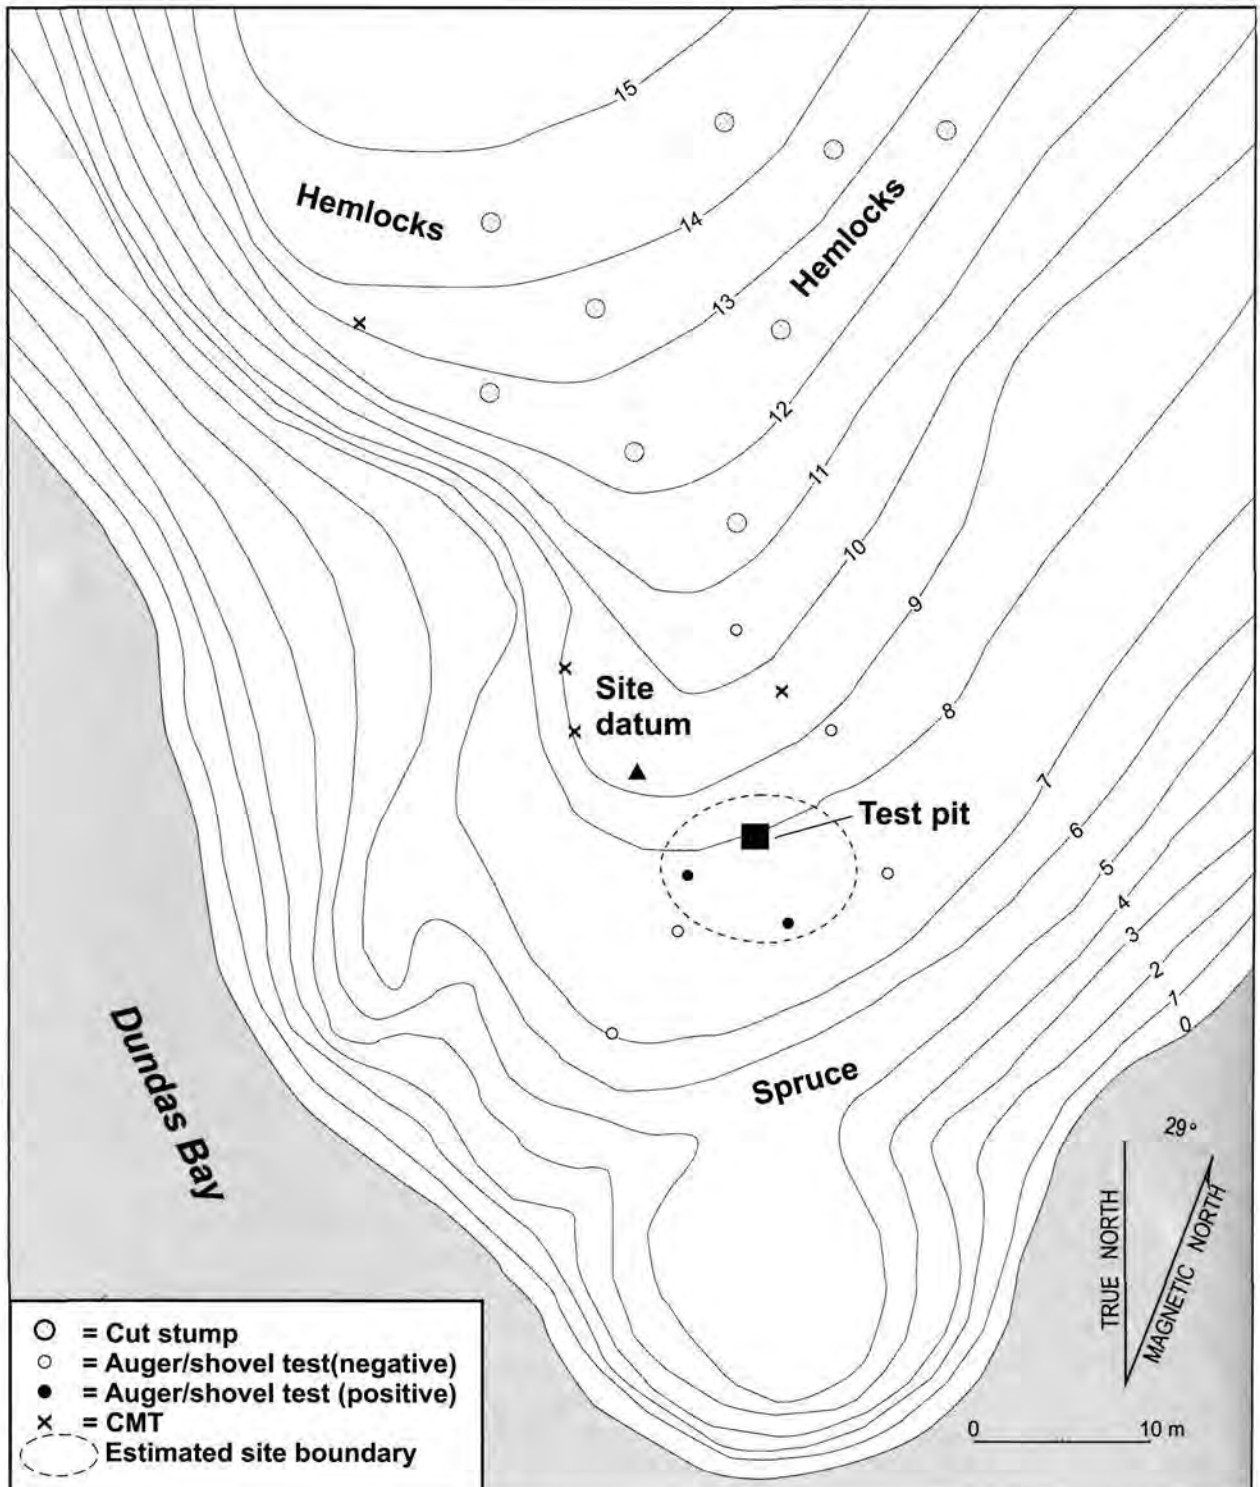 15
Hemlocks
14
Hemlocks
13
12
11
10
9
Site
datum
8
7
Test pit
6
5
4
3
2
1
0
Spruce
Dundas Bay
29°
TRUE NORTH
MAGNETIC NORTH
0 10 m
= Cut stump
= Auger/shovel test(negative)
= Auger/shovel test (positive)
= CMT
Estimated site boundary